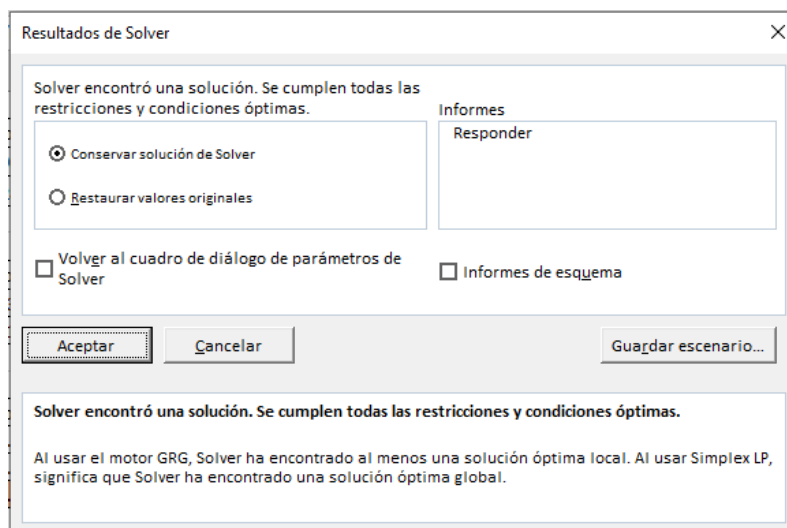 Resultados de Solver
Solver encontró una solución. Se cumplen todas las
restricciones y condiciones óptimas.
Informes
Responder
Conservar solución de Solver
Restaurar valores originales
Volver al cuadro de diálogo de parámetros de
Solver
Informes de esquema
Aceptar
Cancelar
Guardar escenario...
Solver encontró una solución. Se cumplen todas las restricciones y condiciones óptimas.
Al usar el motor GRG, Solver ha encontrado al menos una solución óptima local. Al usar Simplex LP,
significa que Solver ha encontrado una solución óptima global.